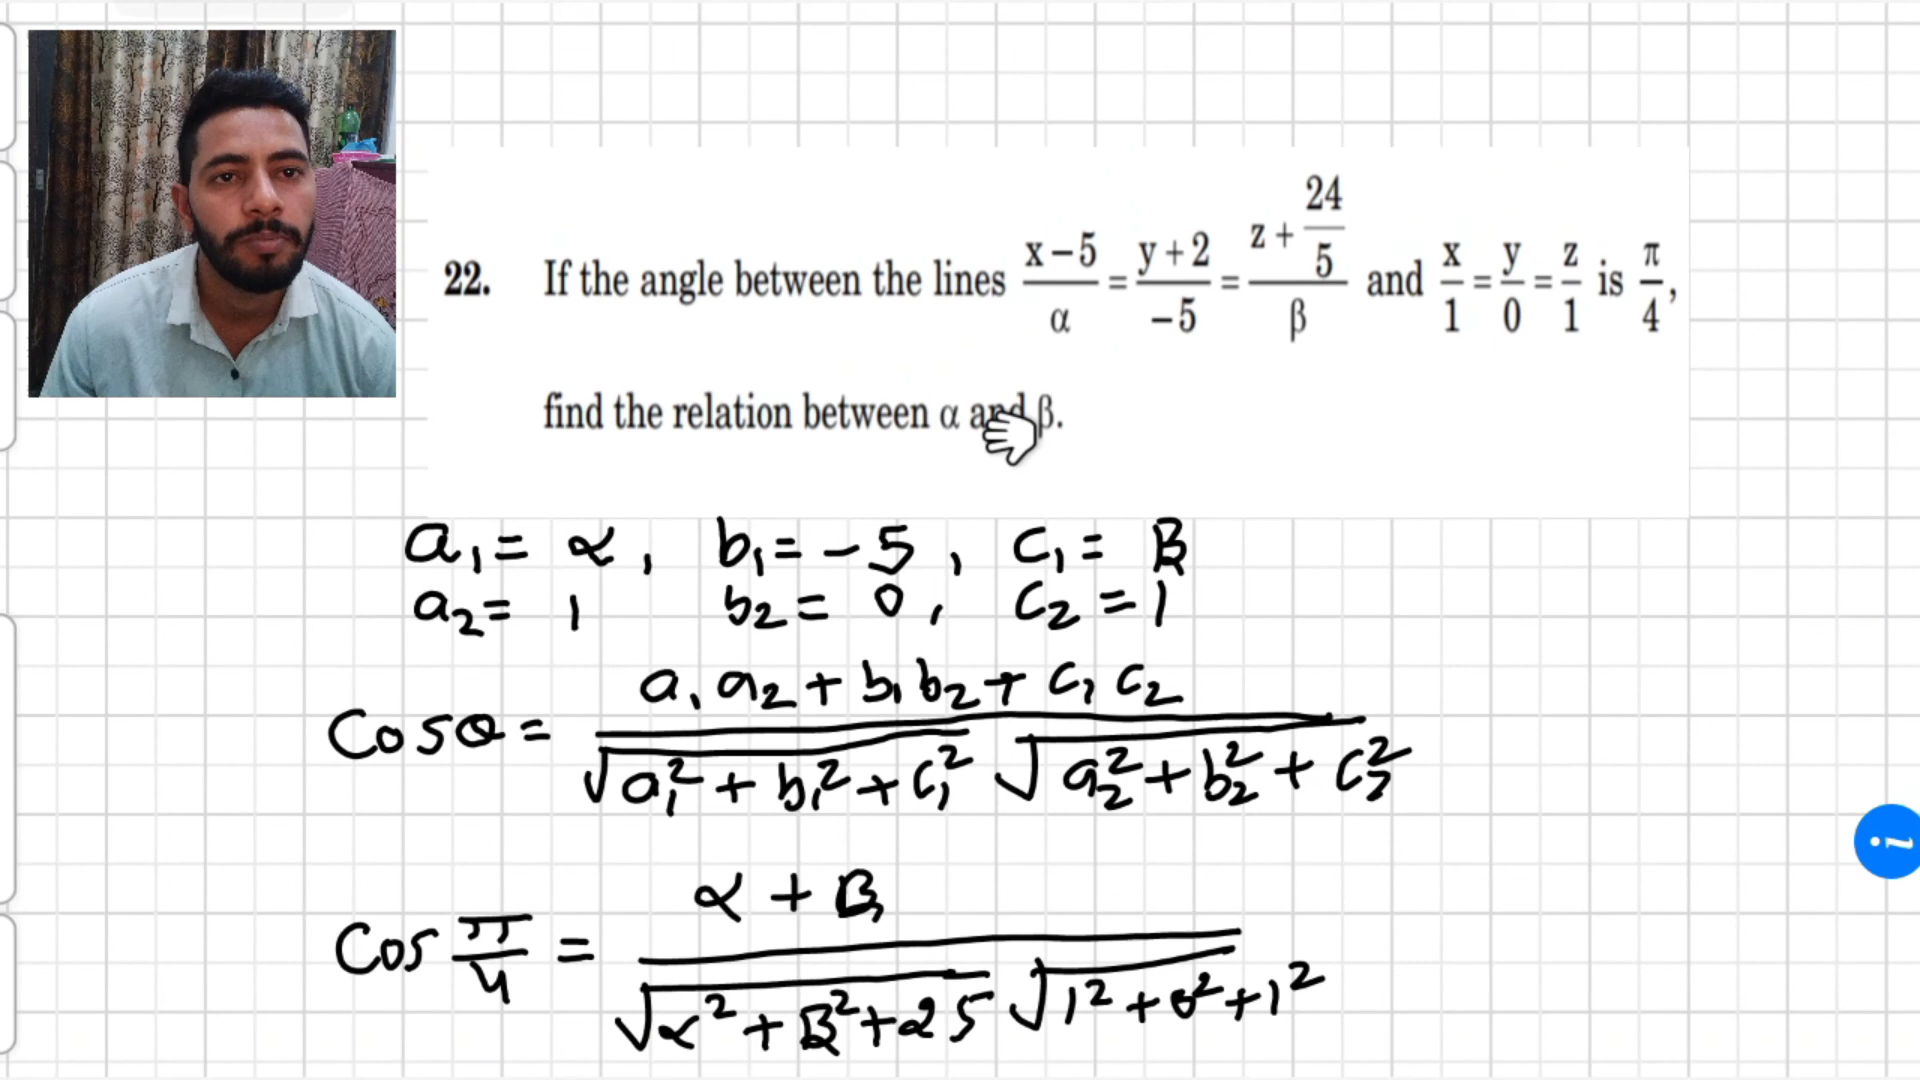 22. If the angle between the lines (x – 5)/α = (y + 2)/–5 = (z + 24/5)/β and x/1 = y/0 = z/1 is π/4,
find the relation between α and β.
a₁ = α, b₁ = –5, c₁ = β
a₂ = 1 b₂ = 0, c₂ = 1
Cosθ = (a₁a₂ + b₁b₂ + c₁c₂)/(√(a₁² + b₁² + c₁²) √(a₂² + b₂² + c₂²))
Cos π/4 = (α + β)/(√(α² + β² + 25) √(1² + 0² + 1²))
i